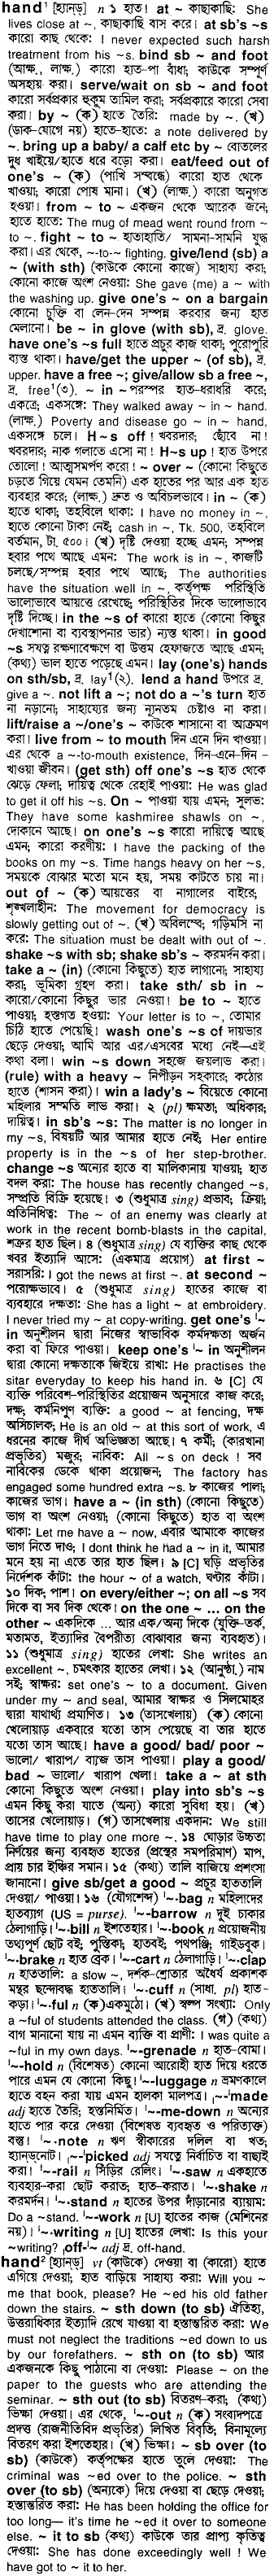 hand¹ [হ্যান্ড্] n ১ হাত। at ~ কাছাকাছি: She
lives close at ~, কাছাকাছি বাস করে। at sb's ~s
কারো কাছ থেকে: I never expected such harsh
treatment from his ~s. bind sb ~ and foot
(আক্ষ., লাক্ষ.) কারো হাত-পা বাঁধা; কাউকে সম্পূর্ণ
অসহায় করা। serve/wait on sb ~ and foot
কারো সর্বপ্রকার হুকুম তামিল করা; সর্বপ্রকারে কারো সেবা
করা। by ~ (ক) হাতে তৈরি: made by ~. (খ)
(ডাক-যোগে নয়) হাতে-হাতে: a note delivered by
~. bring up a baby/ a calf etc by ~ বোতলের
দুধ খাইয়ে/হাতে ধরে বড়ো করা। eat/feed out of
one's ~ (ক) (পাখি সম্বন্ধে) কারো হাত থেকে
খাওয়া; কারো পোষ মানা। (খ) (লাক্ষ.) কারো অনুগত
হওয়া। from ~ to ~ একজন থেকে আরেক জনে;
হাতে হাতে: The mug of mead went round from ~
to ~. fight ~ to ~ হাতাহাতি/ সামনা-সামনি যুদ্ধ
করা। এর থেকে, ~-to-~ fighting. give/lend (sb) a
~ (with sth) (কাউকে কোনো কাজে) সাহায্য করা;
কোনো কাজে অংশ নেওয়া: She gave (me) a ~ with
the washing up. give one's ~ on a bargain
কোনো চুক্তি বা লেন-দেন সম্পন্ন করবার জন্য হাত
মেলানো। be ~ in glove (with sb), দ্র. glove.
have one's ~s full হাতে প্রচুর কাজ থাকা; পুরোপুরি
ব্যস্ত থাকা। have/get the upper ~ (of sb), দ্র.
upper. have a free ~; give/allow sb a free ~,
দ্র. free¹(৩). ~ in ~ পরস্পর হাত-ধরাধরি করে;
একত্রে; একসঙ্গে: They walked away ~ in ~ hand.
(লাক্ষ.) Poverty and disease go ~ in ~ hand,
একসঙ্গে চলে। H~s off ! খবরদার; ছোঁবে না!
খবরদার; নাক গলাতে এসো না! H~s up ! হাত উপরে
তোলো! আত্মসমর্পণ করো! ~ over ~ (কোনো কিছুতে
চড়তে গিয়ে যেমন তেমনি) এক হাতের পর আর এক হাত
ব্যবহার করে; (লাক্ষ.) দ্রুত ও অবিচলভাবে। in ~ (ক)
হাতে থাকা; তহবিলে থাকা: I have no money in ~,
হাতে কোনো টাকা নেই; cash in ~, Tk. 500, তহবিলে
বর্তমান, টা. ৫০০। (খ) দৃষ্টি দেওয়া হচ্ছে এমন; সম্পন্ন
হবার পথে আছে এমন: The work is in ~, কাজটি
চলছে/সম্পন্ন হবার পথে আছে; The authorities
have the situation well in ~, কর্তৃপক্ষ পরিস্থিতি
ভালোভাবে আয়ত্তে রেখেছে; পরিস্থিতির দিকে ভালোভাবে
দৃষ্টি দিচ্ছে। in the ~s of কারো হাতে (কোনো কিছুর
দেখাশোনা বা ব্যবস্থাপনার ভার) ন্যস্ত থাকা। in good
~s সযত্ন রক্ষণাবেক্ষণে বা উত্তম হেফাজতে আছে এমন;
(কথ্য) ভাল হাতে পড়েছে এমন। lay (one's) hands
on sth/sb, দ্র. lay¹(২). lend a hand উপরে দ্র.
give a ~. not lift a ~; not do a ~'s turn হাত
না নড়ানো; সাহায্যের জন্য ন্যূনতম চেষ্টাও না করা।
lift/raise a ~/one's ~ কাউকে শাসানো বা আক্রমণ
করা। live from ~ to mouth দিন এনে দিন খাওয়া।
এর থেকে a ~-to-mouth existence, দিন-এনে-দিন-
খাওয়া জীবন। (get sth) off one's ~s হাত থেকে
ঝেড়ে ফেলা; দায়িত্ব থেকে রেহাই পাওয়া: He was glad
to get it off his ~s. On ~ পাওয়া যায় এমন; সুলভ:
They have some kashmiree shawls on ~,
দোকানে আছে। on one's ~s কারো দায়িত্বে আছে
এমন; কারো করণীয়: I have the packing of the
books on my ~s. Time hangs heavy on her ~s,
সময়কে বোঝার মতো মনে হয়, সময় কাটতে চায় না।
out of ~ (ক) আয়ত্তের বা নাগালের বাইরে;
শৃঙ্খলাহীন: The movement for democracy is
slowly getting out of ~. (খ) অবিলম্বে; গড়িমসি না
করে: The situation must be dealt with out of ~.
shake ~s with sb; shake sb's ~ করমর্দন করা।
take a ~ (in) (কোনো কিছুতে) হাত লাগানো; সাহায্য
করা; ভূমিকা গ্রহণ করা। take sth/ sb in ~
কারো/কোনো কিছুর ভার নেওয়া। be to ~ হাতে
পাওয়া; হস্তগত হওয়া: Your letter is to ~, তোমার
চিঠি হাতে পেয়েছি। wash one's ~s of দায়ভার
ছেড়ে দেওয়া; আমি আর এর/এসবের মধ্যে নেই—এই
কথা বলা। win ~s down সহজে জয়লাভ করা।
(rule) with a heavy ~ নিপীড়ন সহকারে; কঠোর
হাতে (শাসন করা)। win a lady's ~ বিয়েতে কোনো
মহিলার সম্মতি লাভ করা। ২ (pl) ক্ষমতা; অধিকার;
দায়িত্ব। in sb's ~s: The matter is no longer in
my ~s, বিষয়টি আর আমার হাতে নেই; Her entire
property is in the ~s of her step-brother.
change ~s অন্যের হাতে বা মালিকানায় যাওয়া; হাত
বদল করা: The house has recently changed ~s,
সম্প্রতি বিক্রি হয়েছে। ৩ (শুধুমাত্র sing) প্রভাব, ক্রিয়া;
প্রতিনিধিত্ব: The ~ of an enemy was clearly at
work in the recent bomb-blasts in the capital,
শত্রুর হাত ছিল। ৪ (শুধুমাত্র sing) যে ব্যক্তির কাছ থেকে
খবর ইত্যাদি আসে: (একমাত্র প্রয়োগ) at first ~
সরাসরি: I got the news at first ~. at second ~
পরোক্ষভাবে। ৫ (শুধুমাত্র sing) হাতের কাজে বা
ব্যবহারে দক্ষতা: She has a light ~ at embroidery.
I never tried my ~ at copy-writing. get one's '~
in অনুশীলন দ্বারা নিজের স্বাভাবিক কর্মদক্ষতা অর্জন
করা বা ফিরে পাওয়া। keep one's '~ in অনুশীলন
দ্বারা কোনো দক্ষতাকে জিইয়ে রাখা: He practises the
sitar everyday to keep his hand in. ৬ [C] যে
ব্যক্তি পরিবেশ-পরিস্থিতির প্রয়োজন অনুসারে কাজ করে;
দক্ষ; কর্মনিপুণ ব্যক্তি: a good ~ at fencing, দক্ষ
অসিচালক; He is an old ~ at this sort of work, এ
ধরনের কাজে দীর্ঘ অভিজ্ঞতা আছে। ৭ কর্মী; (কারখানা
প্রভৃতির) মজুর; নাবিক: All ~s on deck ! সব
নাবিকের ডেকে থাকা প্রয়োজন; The factory has
engaged some hundred extra ~s. ৮ কাজের পালা;
কাজের ভাগ। have a ~ (in sth) (কোনো কিছুতে)
ভাগ বা অংশ নেওয়া; (কোনো কিছুতে) হাত বা অংশ
থাকা: Let me have a ~ now, এবার আমাকে কাজের
ভাগ নিতে দাও; I dont think he had a ~ in it, আমার
মনে হয় না এতে তার হাত ছিল। ৯ [C] ঘড়ি প্রভৃতির
নির্দেশক কাঁটা: the hour ~ of a watch, ঘণ্টার কাঁটা।
১০ দিক; পাশ। on every/either ~; on all ~s সব
দিকে বা সব দিক থেকে। on the one ~ ... on the
other ~ একদিকে ... আর এক/অন্য দিকে (যুক্তি-তর্ক,
মতামত, ইত্যাদির বৈপরীত্য বোঝাবার জন্য ব্যবহৃত)।
১১ (শুধুমাত্র sing) হাতের লেখা: She writes an
excellent ~, চমৎকার হাতের লেখা। ১২ (আনুষ্ঠা.) নাম
সই; স্বাক্ষর: set one's ~ to a document. Given
under my ~ and seal, আমার স্বাক্ষর ও সিলমোহর
দ্বারা যাথার্থ্য প্রমাণিত। ১৩ (তাসখেলায়) (ক) কোনো
খেলোয়াড় একবারে যতো তাস পেয়েছে বা তার হাতে
যতো তাস আছে। have a good/ bad/ poor ~
ভালো/ খারাপ/ বাজে তাস পাওয়া। play a good/
bad ~ ভালো/ খারাপ খেলা। take a ~ at sth
কোনো কিছুতে অংশ নেওয়া। play into sb's ~s
এমন কিছু করা যাতে (অন্য) কারো সুবিধা হয়। (খ)
তাসের খেলোয়াড়। (গ) তাসখেলায় একদান: We still
have time to play one more ~. ১৪ ঘোড়ার উচ্চতা
নির্ণয়ের জন্য ব্যবহৃত হাতের (প্রস্থের সমপরিমাণ) মাপ,
প্রায় চার ইঞ্চির সমান। ১৫ (কথ্য) তালি বাজিয়ে প্রশংসা
জানানো। give sb/get a good ~ প্রচুর হাততালি
দেওয়া/ পাওয়া। ১৬ (যৌগশব্দে) '~-bag n মহিলাদের
হাতব্যাগ (US = purse). '~-barrow n দুই চাকার
ঠেলাগাড়ি। '~-bill n ইশতেহার। '~-book n প্রয়োজনীয়
তথ্যপূর্ণ ছোট বই; পুস্তিকা; হাতবই; পথপঞ্জি; গাইডবুক।
'~-brake n হাত ব্রেক। '~-cart n ঠেলাগাড়ি। '~-clap
n হাততালি: a slow ~, দর্শক-শ্রোতার অধৈর্য প্রকাশক
মন্থর ছন্দোবদ্ধ হাততালি। '~-cuff n (সাধা. pl) হাত-
কড়া। '~-ful n (ক) একমুঠো। (খ) স্বল্প সংখ্যা: Only
a ~ful of students attended the class. (গ) (কথ্য)
বাগ মানানো যায় না এমন ব্যক্তি বা প্রাণী: I was quite a
~ful in my own days. '~-grenade n হাত-বোমা।
'~-hold n (বিশেষত) কোনো আরোহী হাত দিয়ে ধরতে
পারে এমন যে কোনো কিছু। '~-luggage n ভ্রমণকালে
হাতে বহন করা যায় এমন হালকা মালপত্র। ,~-'made
adj হাতে তৈরি; হস্তনির্মিত। '~-me-down n অন্যের
হাতে পার করে দেওয়া (বিশেষত ব্যবহৃত ও পরিত্যক্ত)
বস্তু। '~-note n ঋণ স্বীকারের দলিল বা খত;
হ্যান্ডনোট। ,~-'picked adj সযত্নে নির্বাচিত বা বাছাই
করা। '~-rail n সিঁড়ির রেলিং। '~-saw n একহাতে
ব্যবহার-করা ছোট করাত; হাত-করাত। '~-shake n
করমর্দন। '~-stand n হাতের উপর দাঁড়ানোর ব্যায়াম:
Do a ~stand. '~-work n [U] হাতের কাজ (মেশিনের
নয়)। '~-writing n [U] হাতের লেখা: Is this your
~writing? ,off-'~ adj দ্র. off-hand.
hand² [হ্যান্ড্] vt (কাউকে) দেওয়া বা (কারো) হাতে
এগিয়ে দেওয়া; হাত বাড়িয়ে সাহায্য করা: Will you ~
me that book, please? He ~ed his old father
down the stairs. ~ sth down (to sb) ঐতিহ্য,
উত্তরাধিকার ইত্যাদি রেখে যাওয়া বা হস্তান্তরিত করা: We
must not neglect the traditions ~ed down to us
by our forefathers. ~ sth on (to sb) আর
একজনকে কিছু পাঠানো বা দেওয়া: Please ~ on the
paper to the guests who are attending the
seminar. ~ sth out (to sb) বিতরণ-করা; (কথ্য)
ভিক্ষা দেওয়া। এর থেকে, '~-out n (ক) সংবাদপত্রে
প্রদত্ত (রাজনীতিবিদ প্রভৃতির) লিখিত বিবৃতি; বিনামূল্যে
বিতরণ করা ইশতেহার। (খ) ভিক্ষা। ~ sb over (to
sb) (কাউকে) কর্তৃপক্ষের হাতে তুলে দেওয়া: The
criminal was ~ed over to the police. ~ sth
over (to sb) (অন্যকে) দিয়ে দেওয়া বা ছেড়ে দেওয়া;
হস্তান্তরিত করা: He has been holding the office for
too long— it's time he ~ed it over to someone
else. ~ it to sb (কথ্য) কাউকে তার প্রাপ্য কৃতিত্ব
দেওয়া: She has done exceedingly well ! We
have got to ~ it to her.